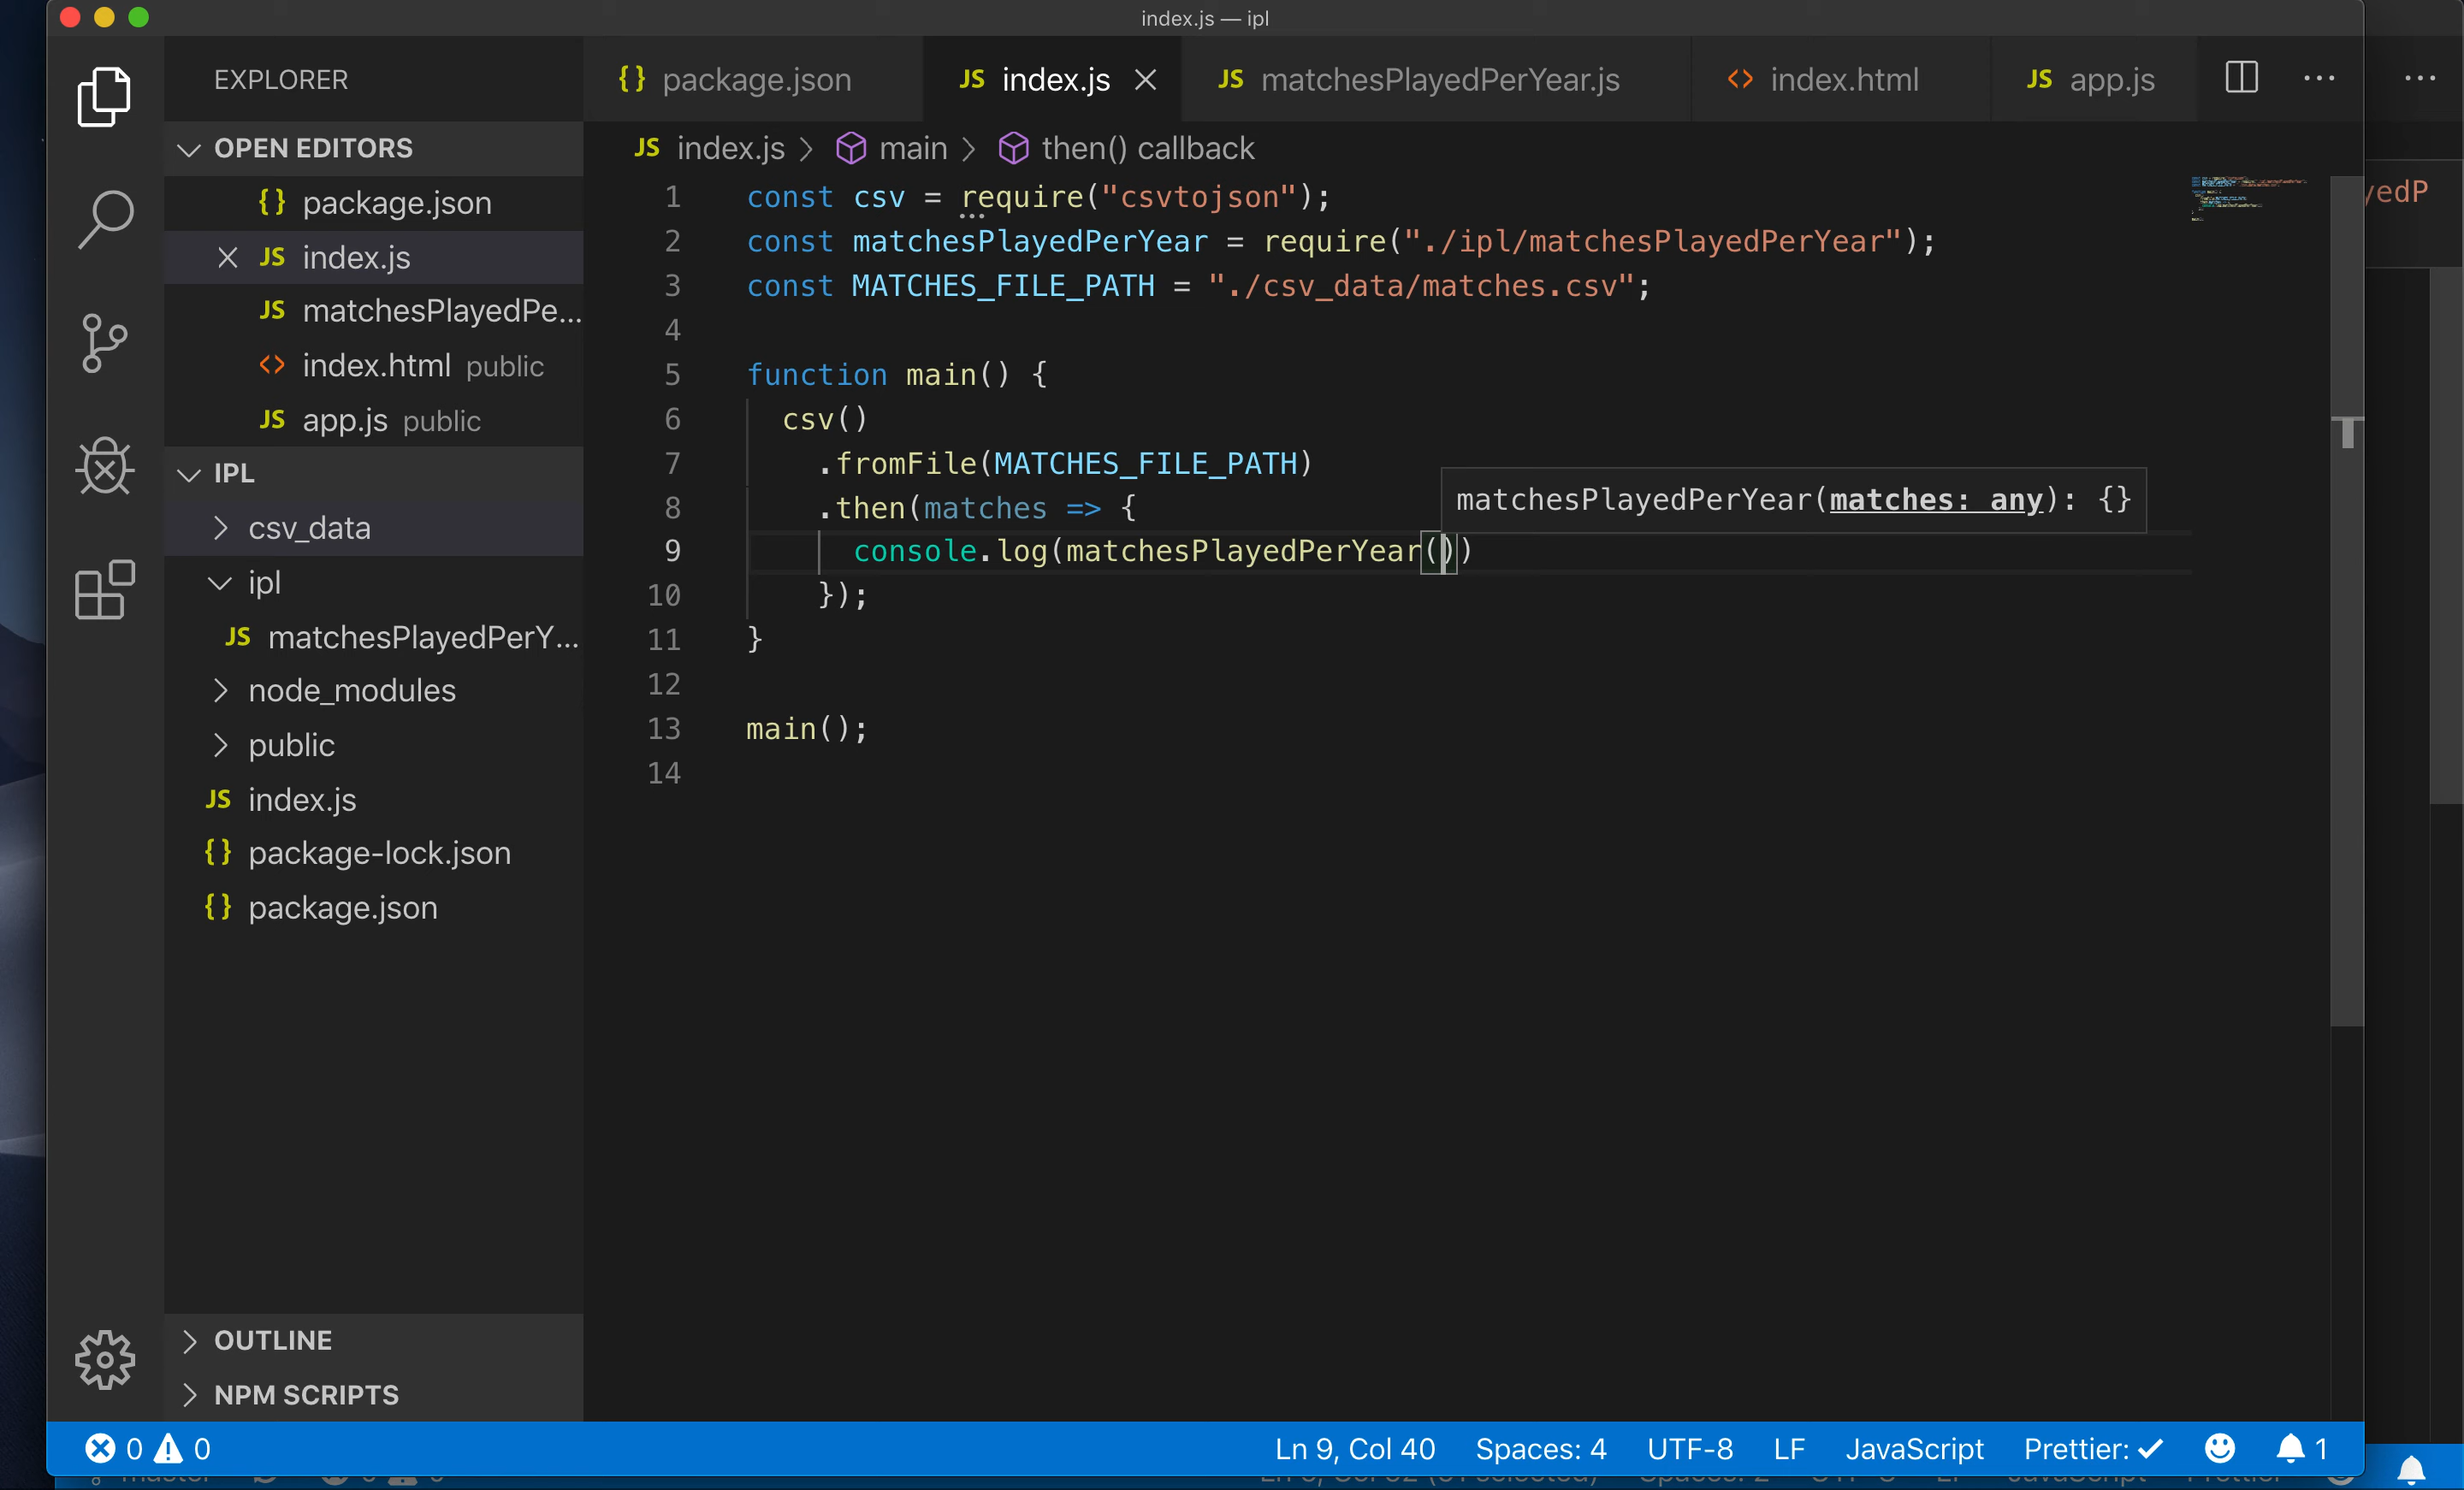 index.js — ipl
EXPLORER
OPEN EDITORS
{} package.json
JS index.js
JS matchesPlayedPe...
<> index.html public
JS app.js public
IPL
csv_data
ipl
JS matchesPlayedPerY...
node_modules
public
JS index.js
{} package-lock.json
{} package.json
OUTLINE
NPM SCRIPTS
{} package.json
JS index.js
JS matchesPlayedPerYear.js
<> index.html
JS app.js
JS index.js > main > then() callback
1 const csv = require("csvtojson");
2 const matchesPlayedPerYear = require("./ipl/matchesPlayedPerYear");
3 const MATCHES_FILE_PATH = "./csv_data/matches.csv";
4
5 function main() {
6 csv()
7 .fromFile(MATCHES_FILE_PATH)
8 .then(matches => {
matchesPlayedPerYear(matches: any): {}
9 console.log(matchesPlayedPerYear())
10 });
11 }
12
13 main();
14
yedP
0 0
Ln 9, Col 40
Spaces: 4
UTF-8
LF
JavaScript
Prettier: ✓
1